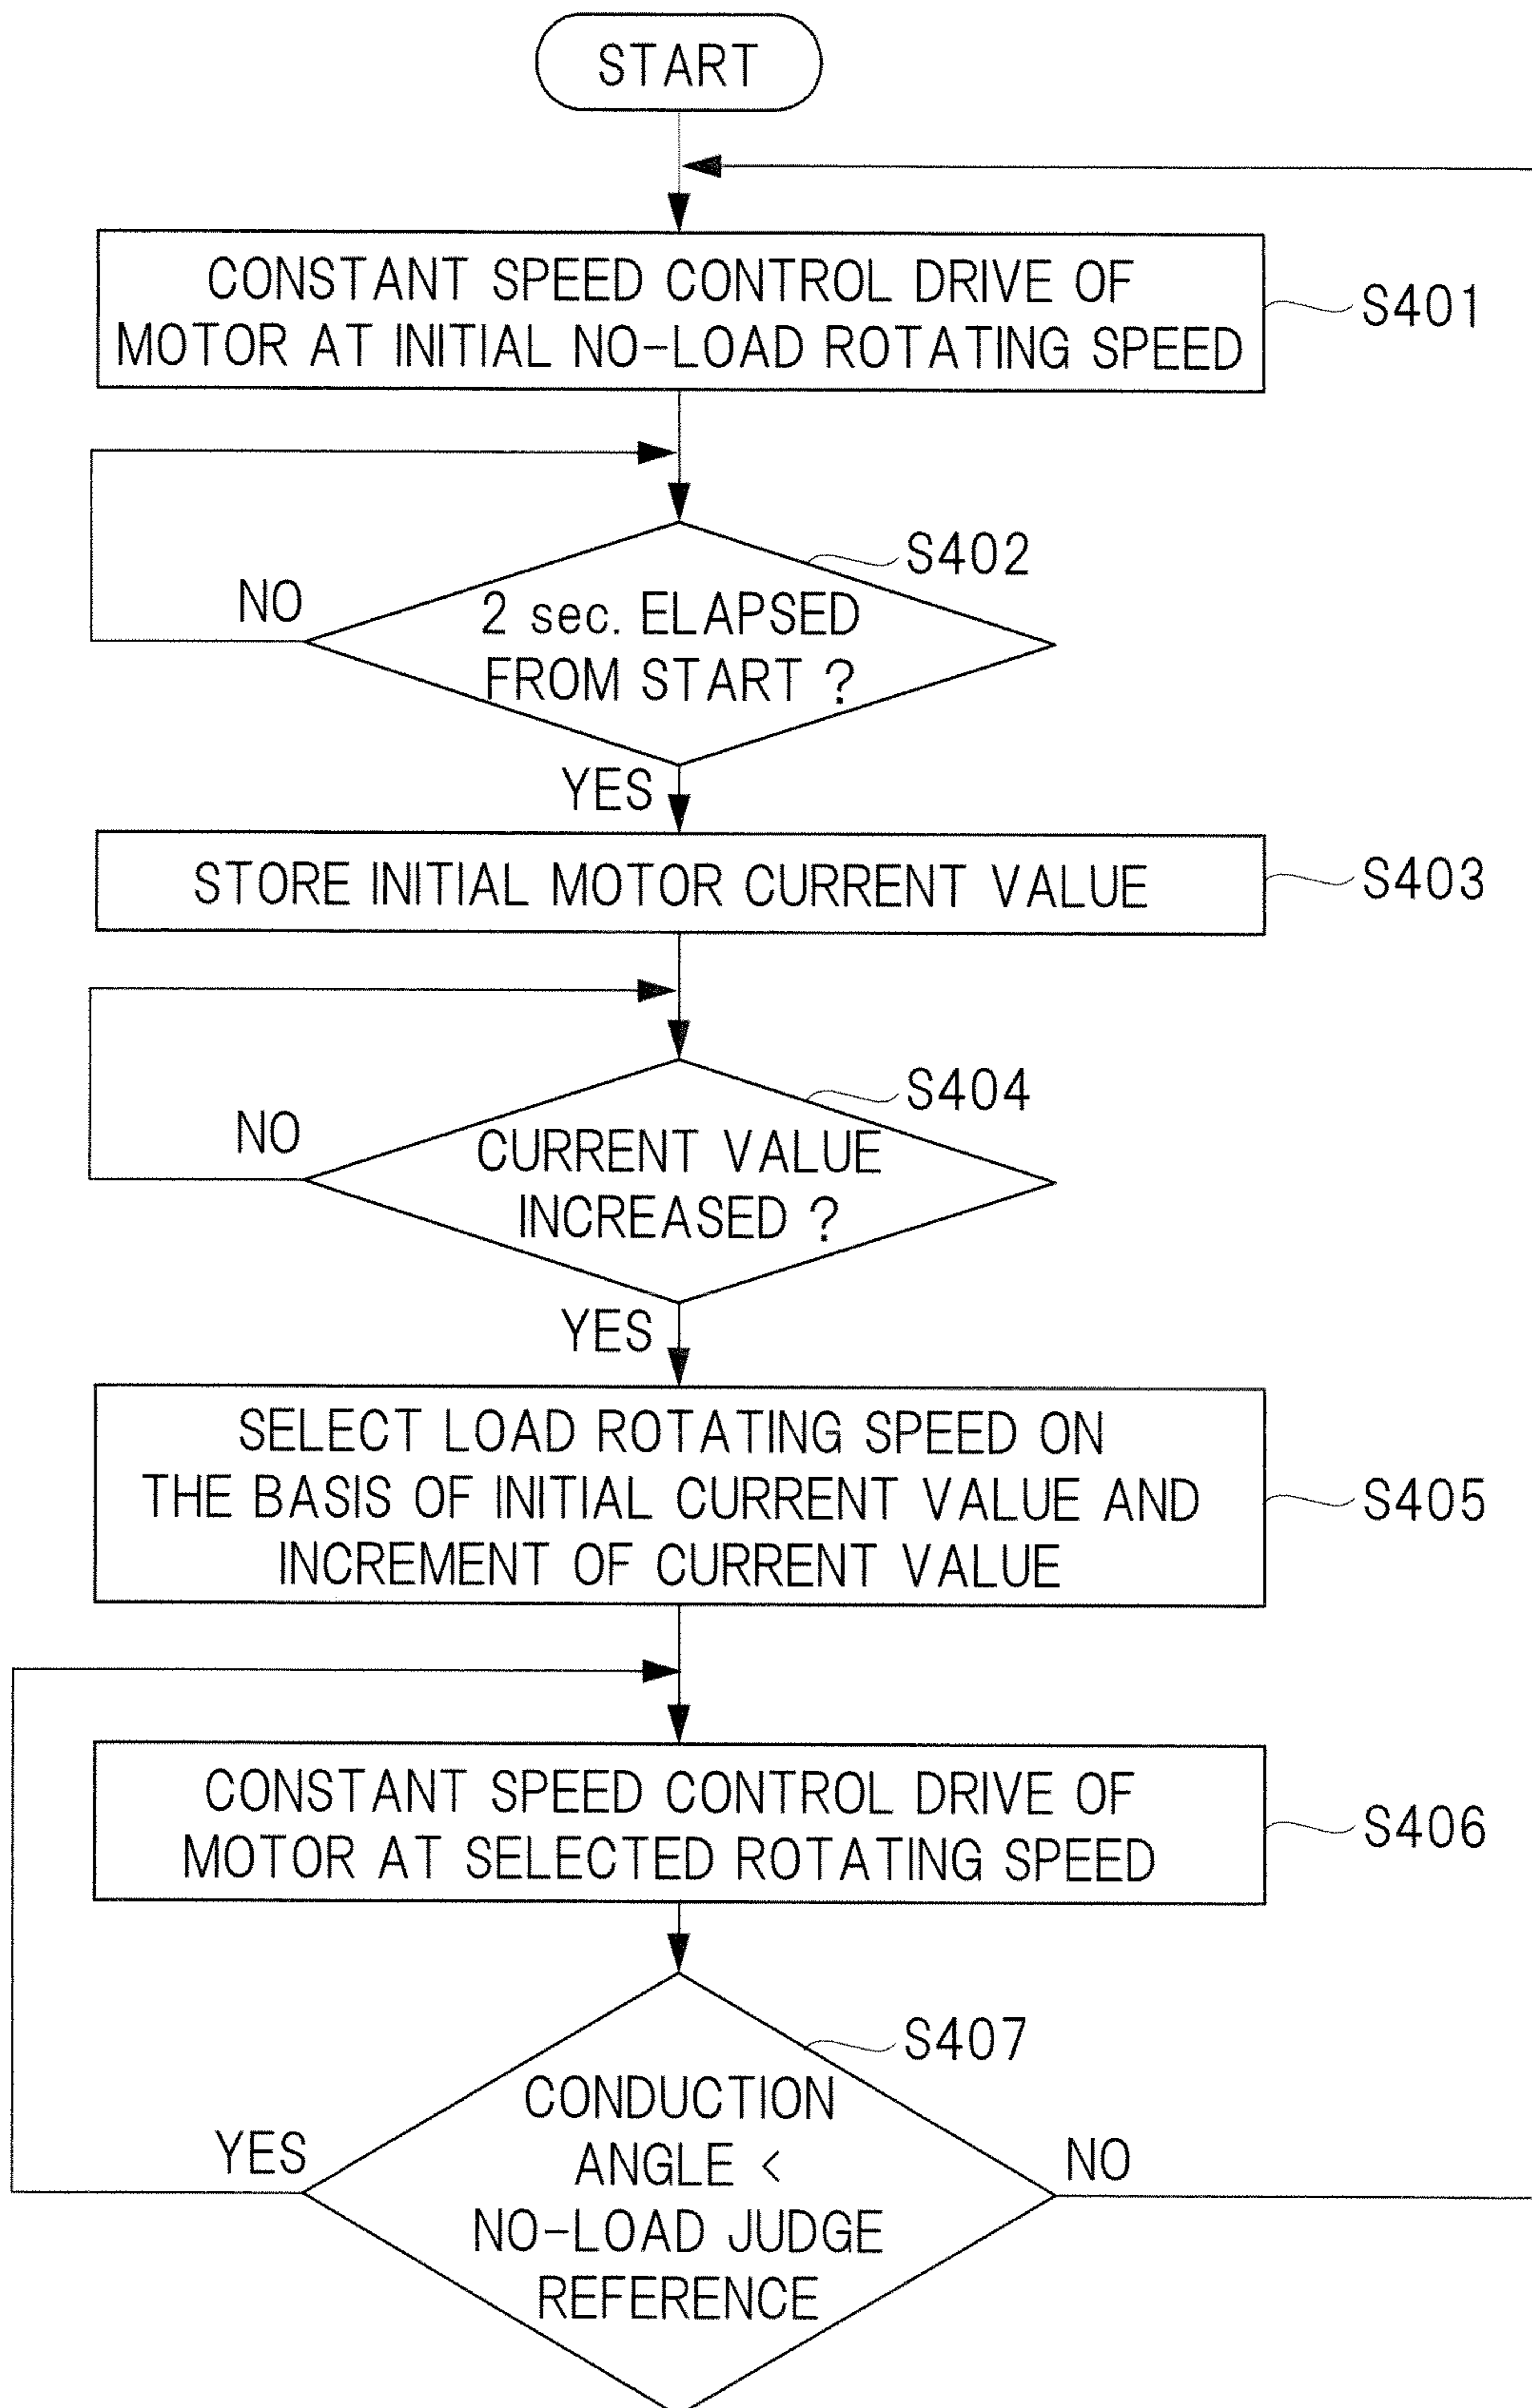 START
CONSTANT SPEED CONTROL DRIVE OF
MOTOR AT INITIAL NO-LOAD ROTATING SPEED
S401
S402
NO
2 sec. ELAPSED
FROM START ?
YES
STORE INITIAL MOTOR CURRENT VALUE
S403
S404
NO
CURRENT VALUE
INCREASED ?
YES
SELECT LOAD ROTATING SPEED ON
THE BASIS OF INITIAL CURRENT VALUE AND
INCREMENT OF CURRENT VALUE
S405
CONSTANT SPEED CONTROL DRIVE OF
MOTOR AT SELECTED ROTATING SPEED
S406
S407
CONDUCTION
YES
ANGLE <
NO
NO-LOAD JUDGE
REFERENCE